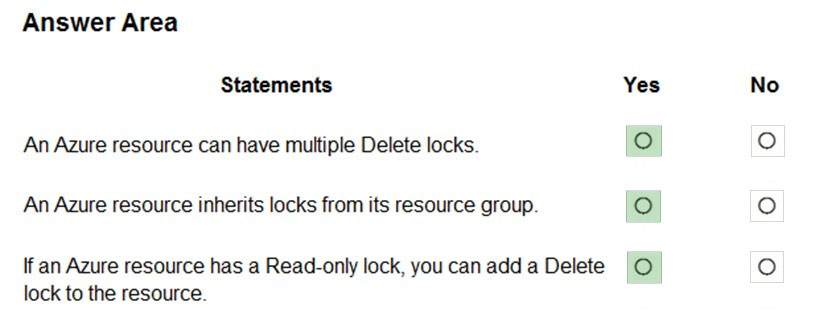 Answer Area
Statements Yes No
An Azure resource can have multiple Delete locks.
An Azure resource inherits locks from its resource group.
If an Azure resource has a Read-only lock, you can add a Delete
lock to the resource.